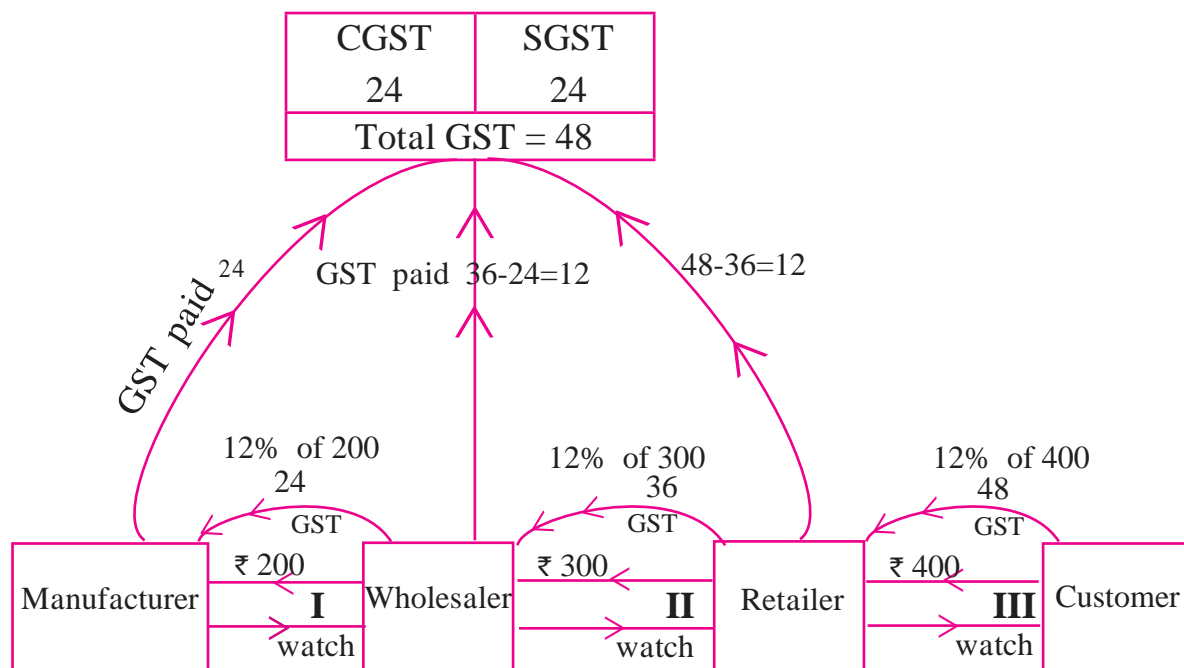 CGST SGST
24 24
Total GST = 48
GST paid 24
GST paid 36-24=12
48-36=12
12% of 200
24
GST
12% of 300
36
GST
12% of 400
48
GST
Manufacturer
₹ 200
I
watch
Wholesaler
₹ 300
II
watch
Retailer
₹ 400
III
watch
Customer